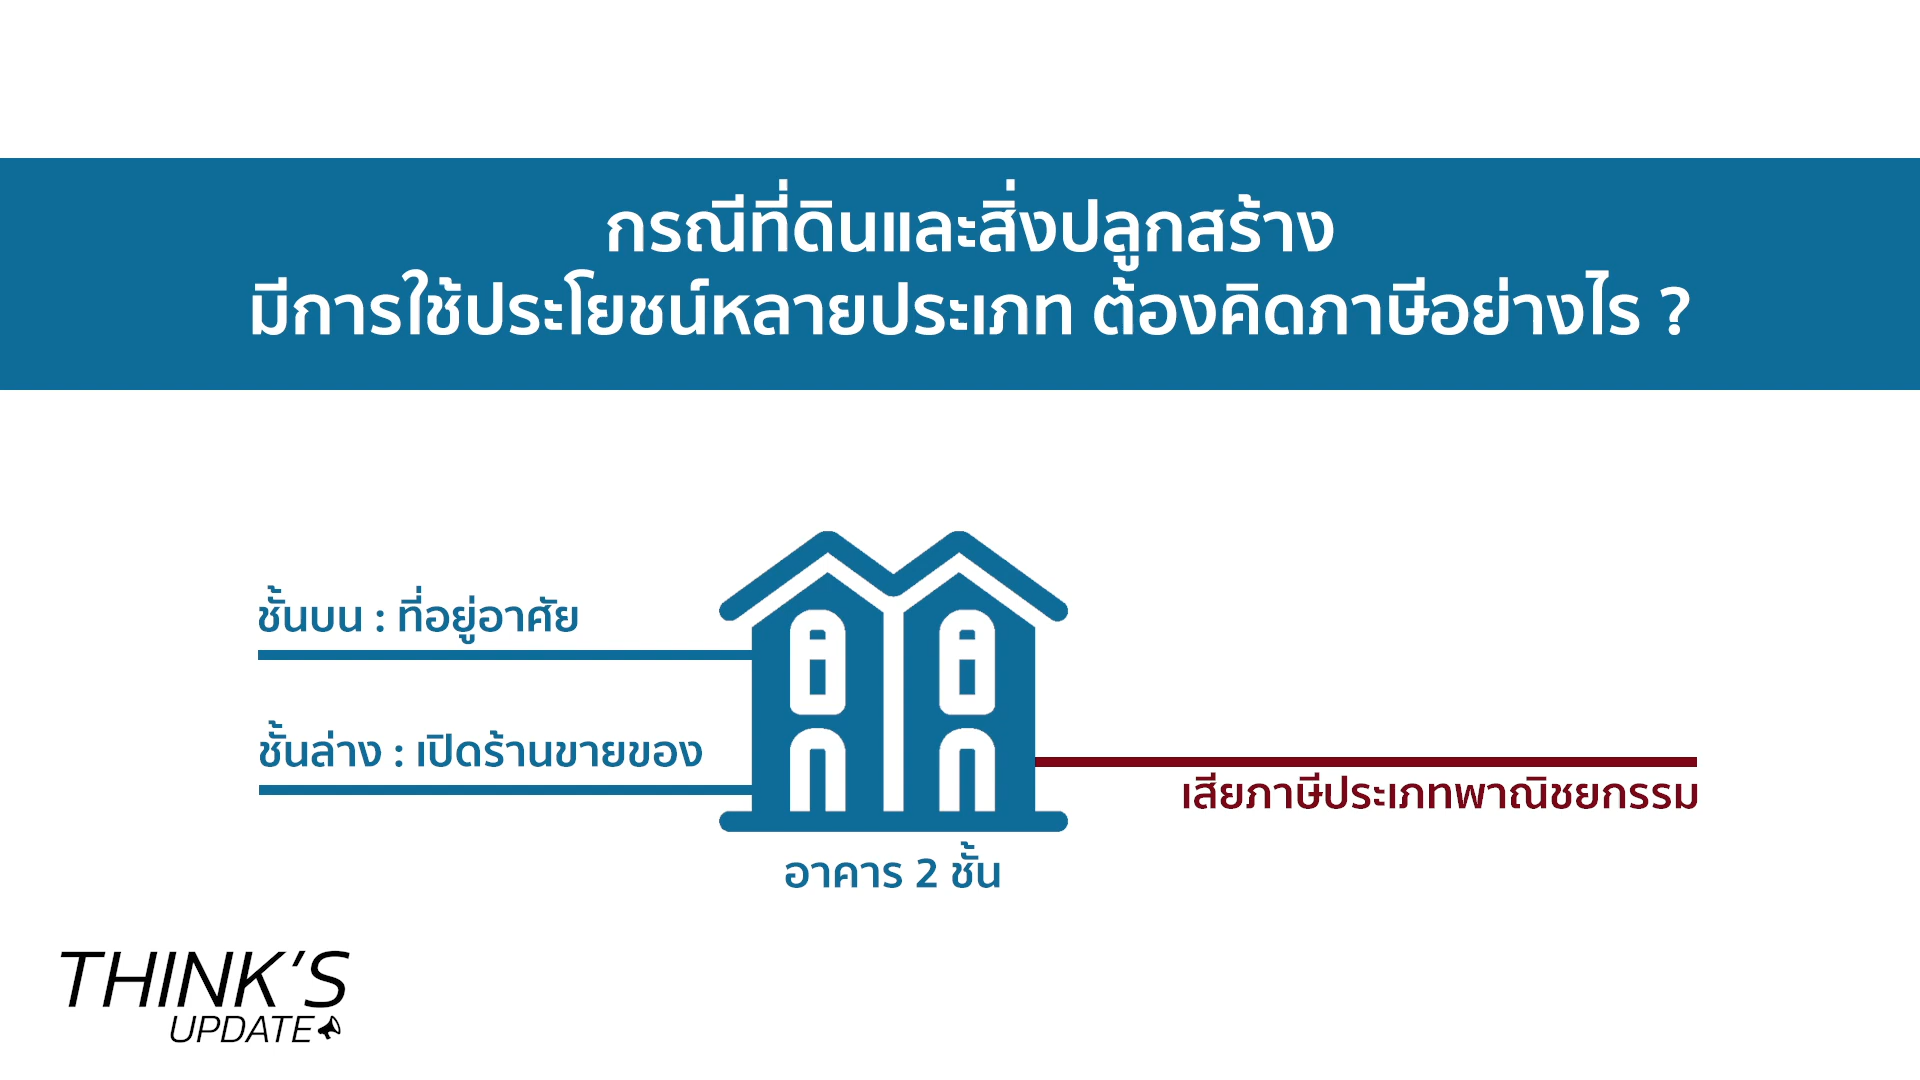 กรณีที่ดินและสิ่งปลูกสร้าง
มีการใช้ประโยชน์หลายประเภท ต้องคิดภาษีอย่างไร ?
ชั้นบน : ที่อยู่อาศัย
ชั้นล่าง : เปิดร้านขายของ
เสียภาษีประเภทพาณิชยกรรม
อาคาร 2 ชั้น
THINK'S
UPDATE